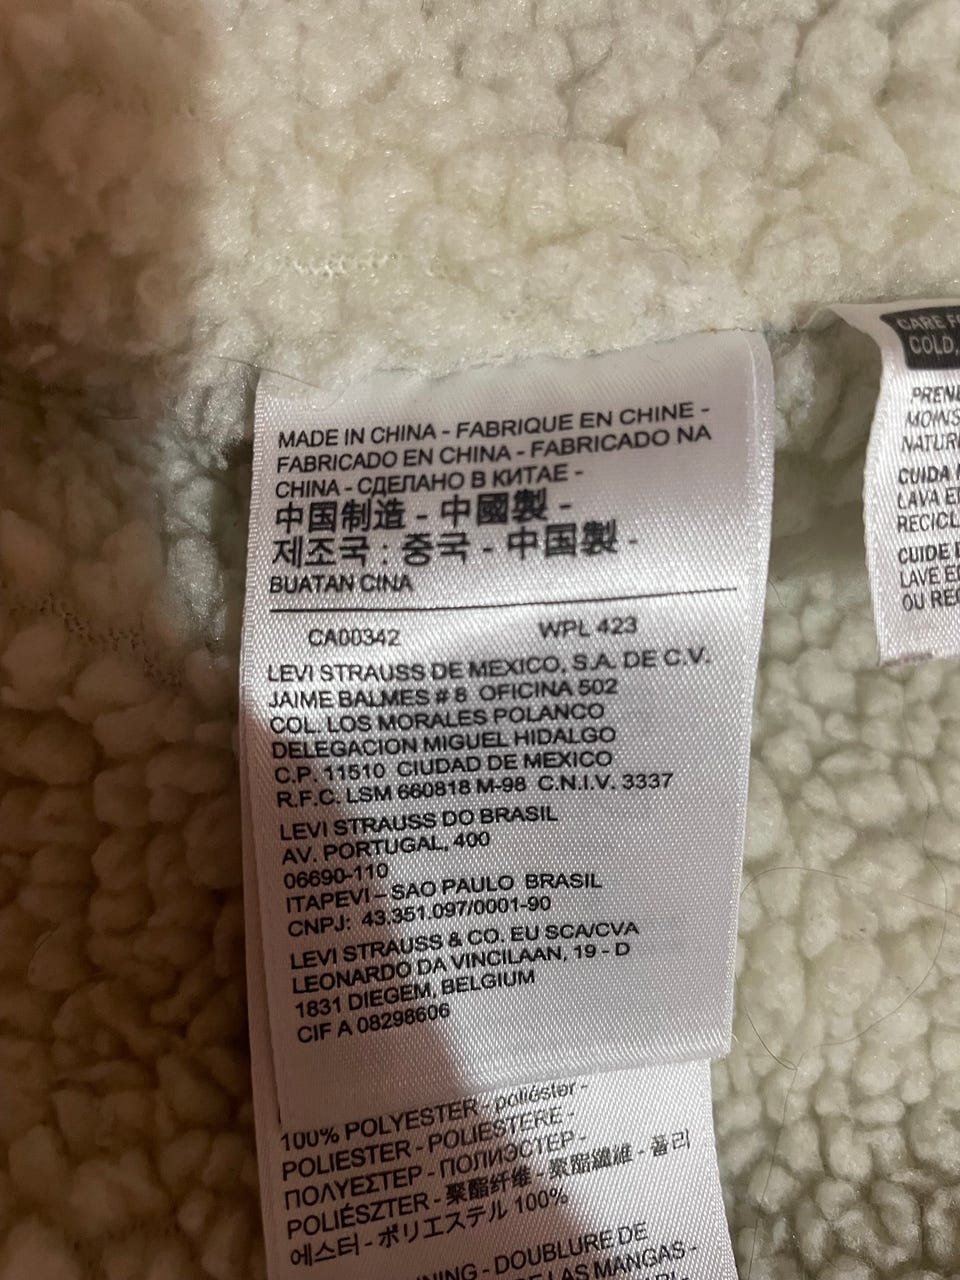 MADE IN CHINA - FABRIQUE EN CHINE -
FABRICADO EN CHINA - FABRICADO NA
CHINA - СДЕЛАНО В КИТАЕ -
中国制造 - 中國製 -
제조국 : 중국 - 中国製 -
BUATAN CINA
CA00342 WPL 423
LEVI STRAUSS DE MEXICO, S.A. DE C.V.
JAIME BALMES # 8 OFICINA 502
COL. LOS MORALES POLANCO
DELEGACION MIGUEL HIDALGO
C.P. 11510 CIUDAD DE MEXICO
R.F.C. LSM 660818 M-98 C.N.I.V. 3337
LEVI STRAUSS DO BRASIL
AV. PORTUGAL, 400
06690-110
ITAPEVI – SAO PAULO BRASIL
CNPJ: 43.351.097/0001-90
LEVI STRAUSS & CO. EU SCA/CVA
LEONARDO DA VINCILAAN, 19 - D
1831 DIEGEM, BELGIUM
CIF A 08298606
100% POLYESTER - poliéster -
POLIESTER - POLIESTERE -
ΠΟΛΥΕΣΤΕΡ - ПОЛИЭСТЕР -
POLIÉSZTER - 聚酯纤维 - 聚酯纖維 - 폴리
에스터 - ポリエステル 100%
- DOUBLURE DE
LAS MANGAS -
CARE
COLD,
MOINS
CUIDA
LAVA
CUIDE
LAVE
OU